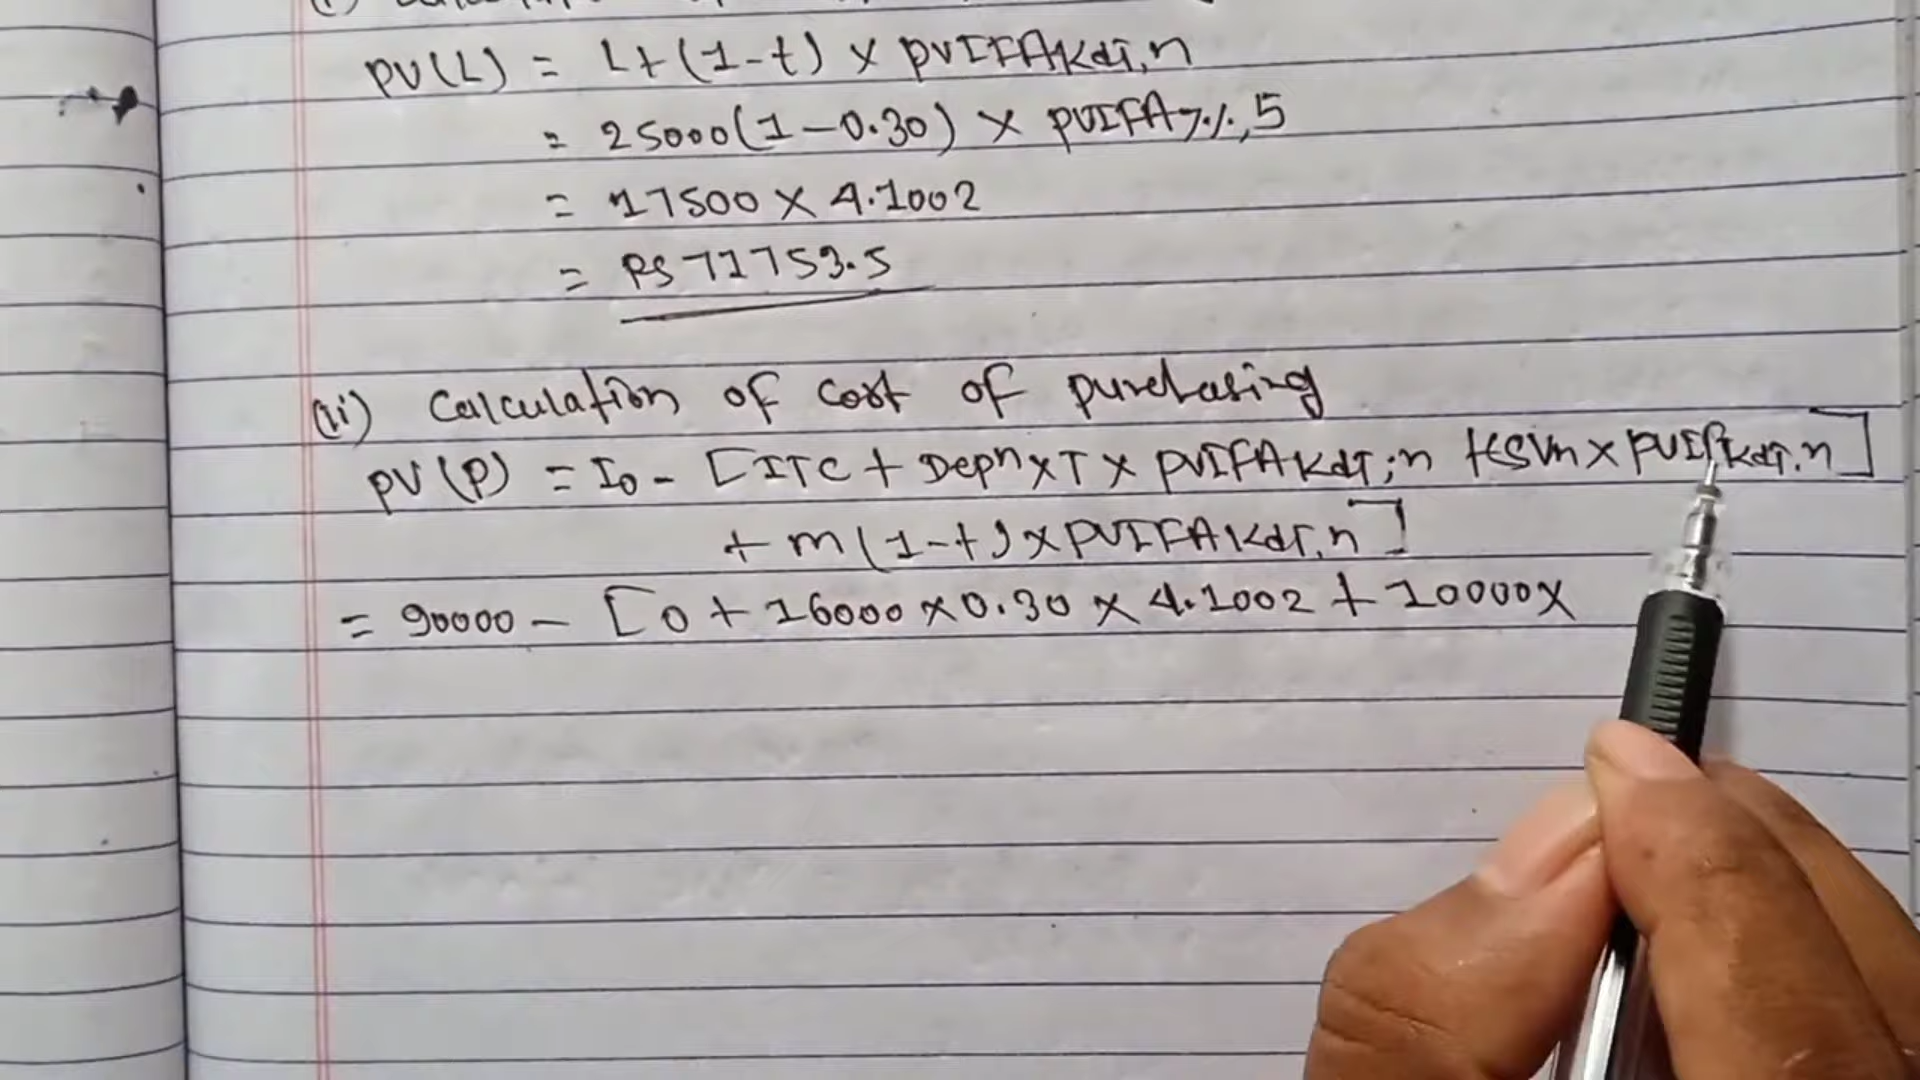 PV(L) = Lt(1-t) × PVIFAKdT,n
= 25000(1-0.30) × PVIFA7%,5
= 17500 × 4.1002
= RS 71753.5
(ii) Calculation of cost of purchasing
PV(P) = I0 - [ITC + Depn×T× PVIFAKdT,n + SVn × PVIFKdT,n]
+ m(1-t)×PVIFAKdT,n]
= 90000 - [0 + 16000×0.30 × 4.1002 + 10000×